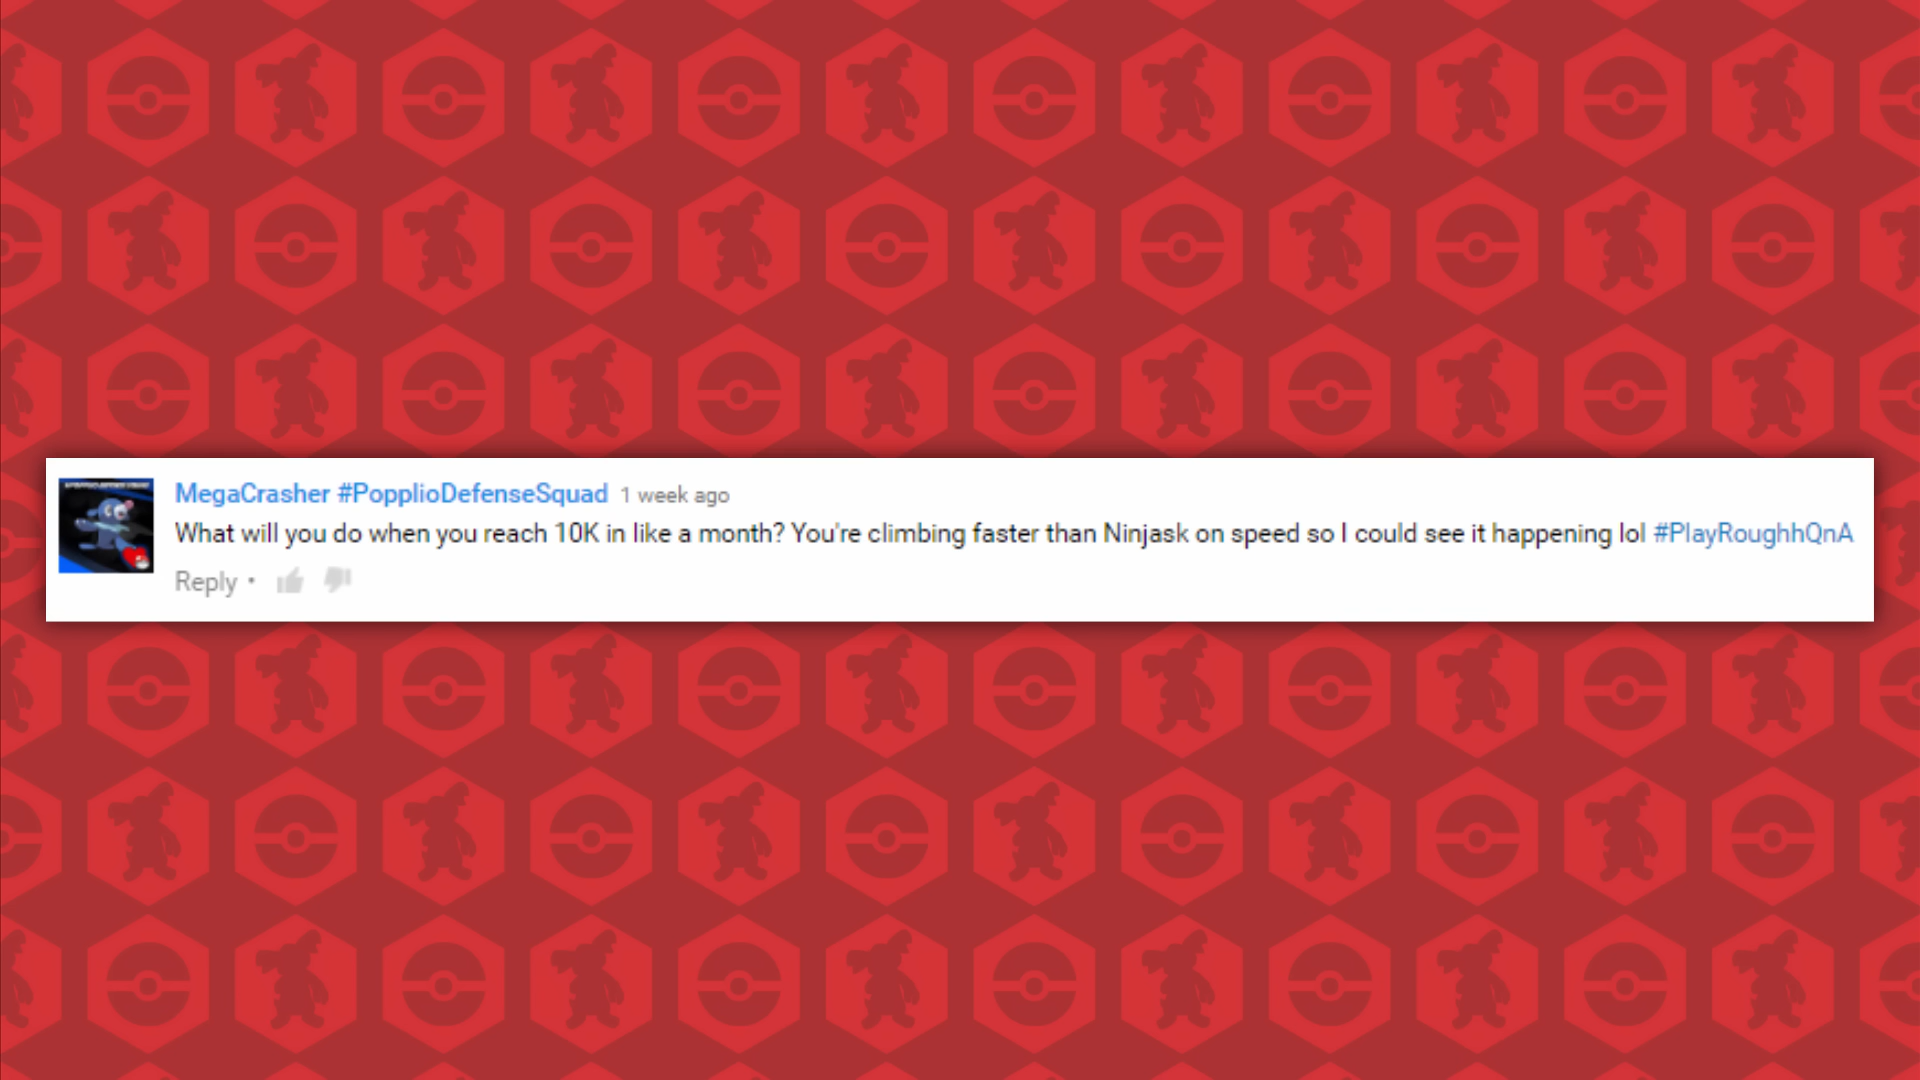 MegaCrasher #PopplioDefenseSquad 1 week ago
What will you do when you reach 10K in like a month? You're climbing faster than Ninjask on speed so I could see it happening lol #PlayRoughhQnA
Reply •